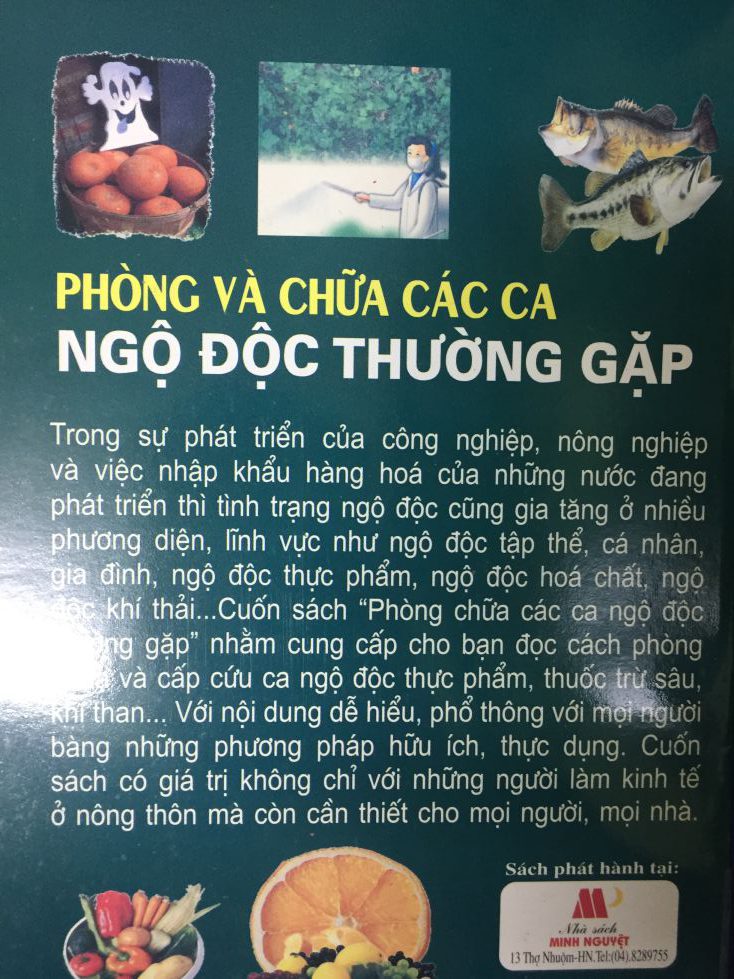 PHÒNG VÀ CHỮA CÁC CA
NGỘ ĐỘC THƯỜNG GẶP
Trong sự phát triển của công nghiệp, nông nghiệp
và việc nhập khẩu hàng hoá của những nước đang
phát triển thì tình trạng ngộ độc cũng gia tăng ở nhiều
phương diện, lĩnh vực như ngộ độc tập thể, cá nhân,
gia đình, ngộ độc thực phẩm, ngộ độc hoá chất, ngộ
độc khí thải...Cuốn sách "Phòng chữa các ca ngộ độc
thường gặp" nhằm cung cấp cho bạn đọc cách phòng
và cấp cứu ca ngộ độc thực phẩm, thuốc trừ sâu,
khí than... Với nội dung dễ hiểu, phổ thông với mọi người
bàng những phương pháp hữu ích, thực dụng. Cuốn
sách có giá trị không chỉ với những người làm kinh tế
ở nông thôn mà còn cần thiết cho mọi người, mọi nhà.
Sách phát hành tại:
Nhà sách
MINH NGUYỆT
13 Thợ Nhuộm-HN.Tel:(04).8289755